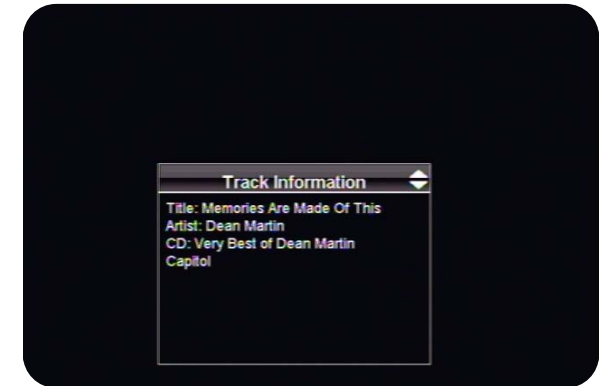 Track Information
Title: Memories Are Made Of This
Artist: Dean Martin
CD: Very Best of Dean Martin
Capitol